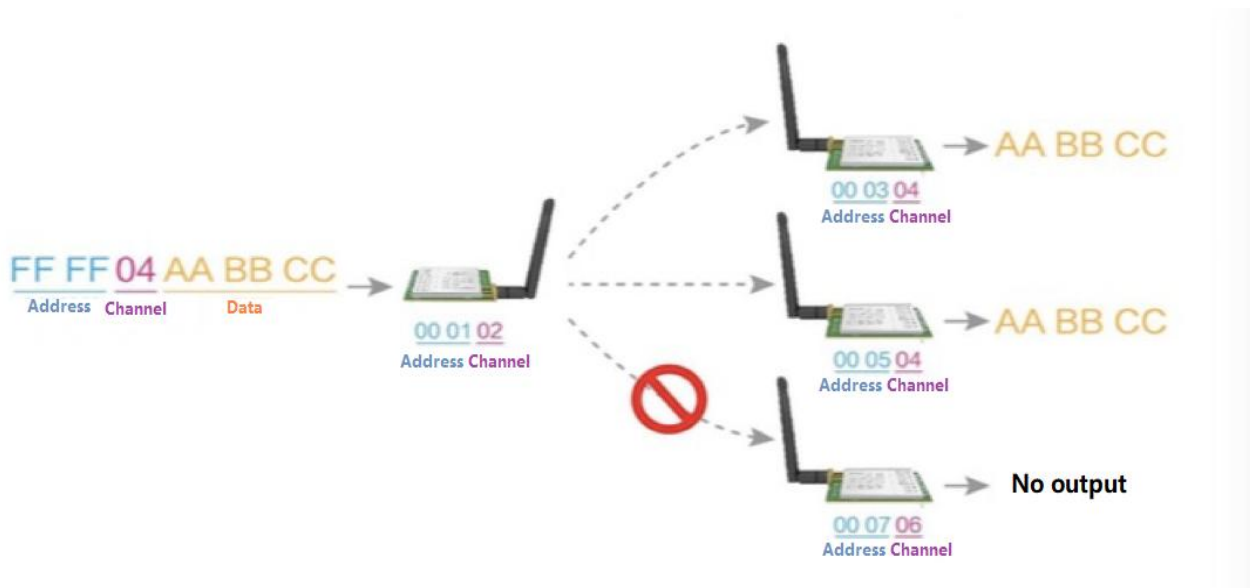 FF FF 04 AA BB CC
Address Channel Data
00 01 02
Address Channel
AA BB CC
00 03 04
Address Channel
AA BB CC
00 05 04
Address Channel
No output
00 07 06
Address Channel